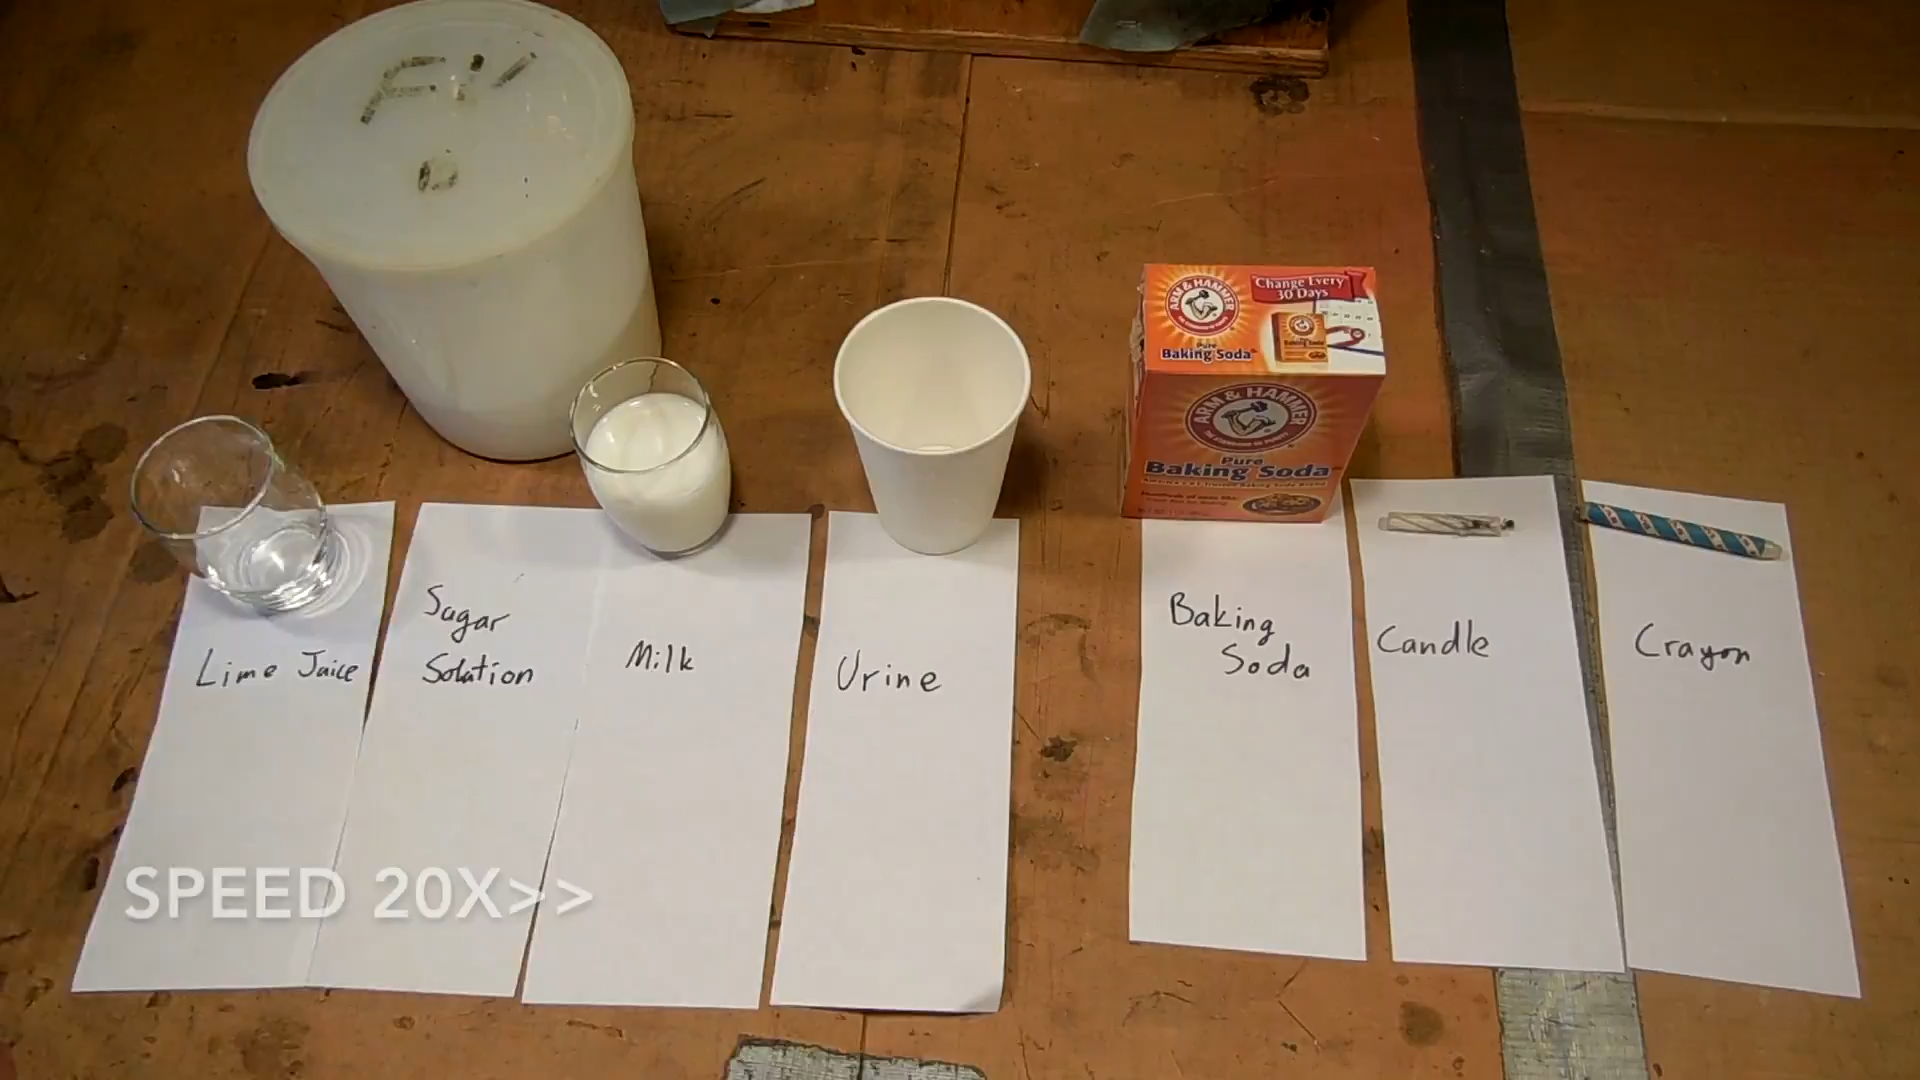 ARM & HAMMER
Change Every
30 Days
Pure
Baking Soda
ARM & HAMMER
Pure
Baking Soda
Lime Juice
Sugar
Solution
Milk
Urine
Baking
Soda
Candle
Crayon
SPEED 20X>>